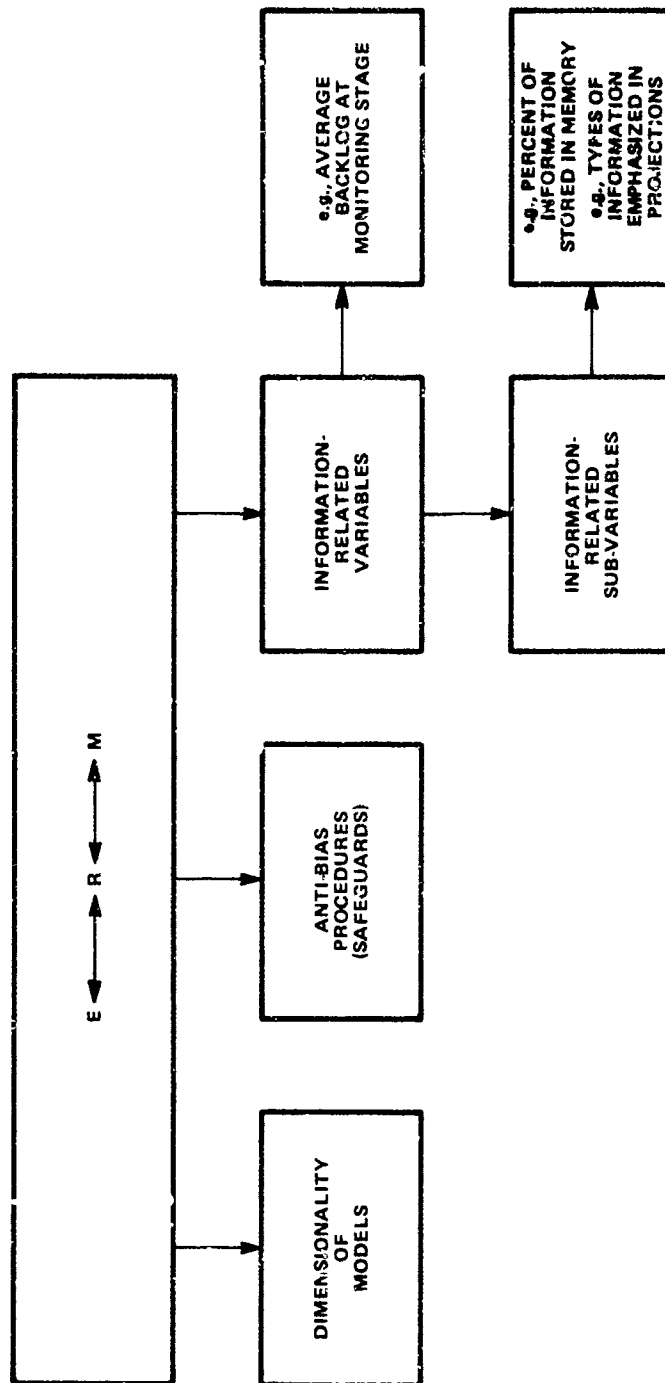 E R M
DIMENSIONALITY
OF
MODELS
ANTI-BIAS
PROCEDURES
(SAFEGUARDS)
INFORMATION-
RELATED
VARIABLES
e.g., AVERAGE
BACKLOG AT
MONITORING STAGE
INFORMATION-
RELATED
SUB-VARIABLES
e.g., PERCENT OF
INFORMATION
STORED IN MEMORY
e.g., TYPES OF
INFORMATION
EMPHASIZED IN
PROJECTIONS